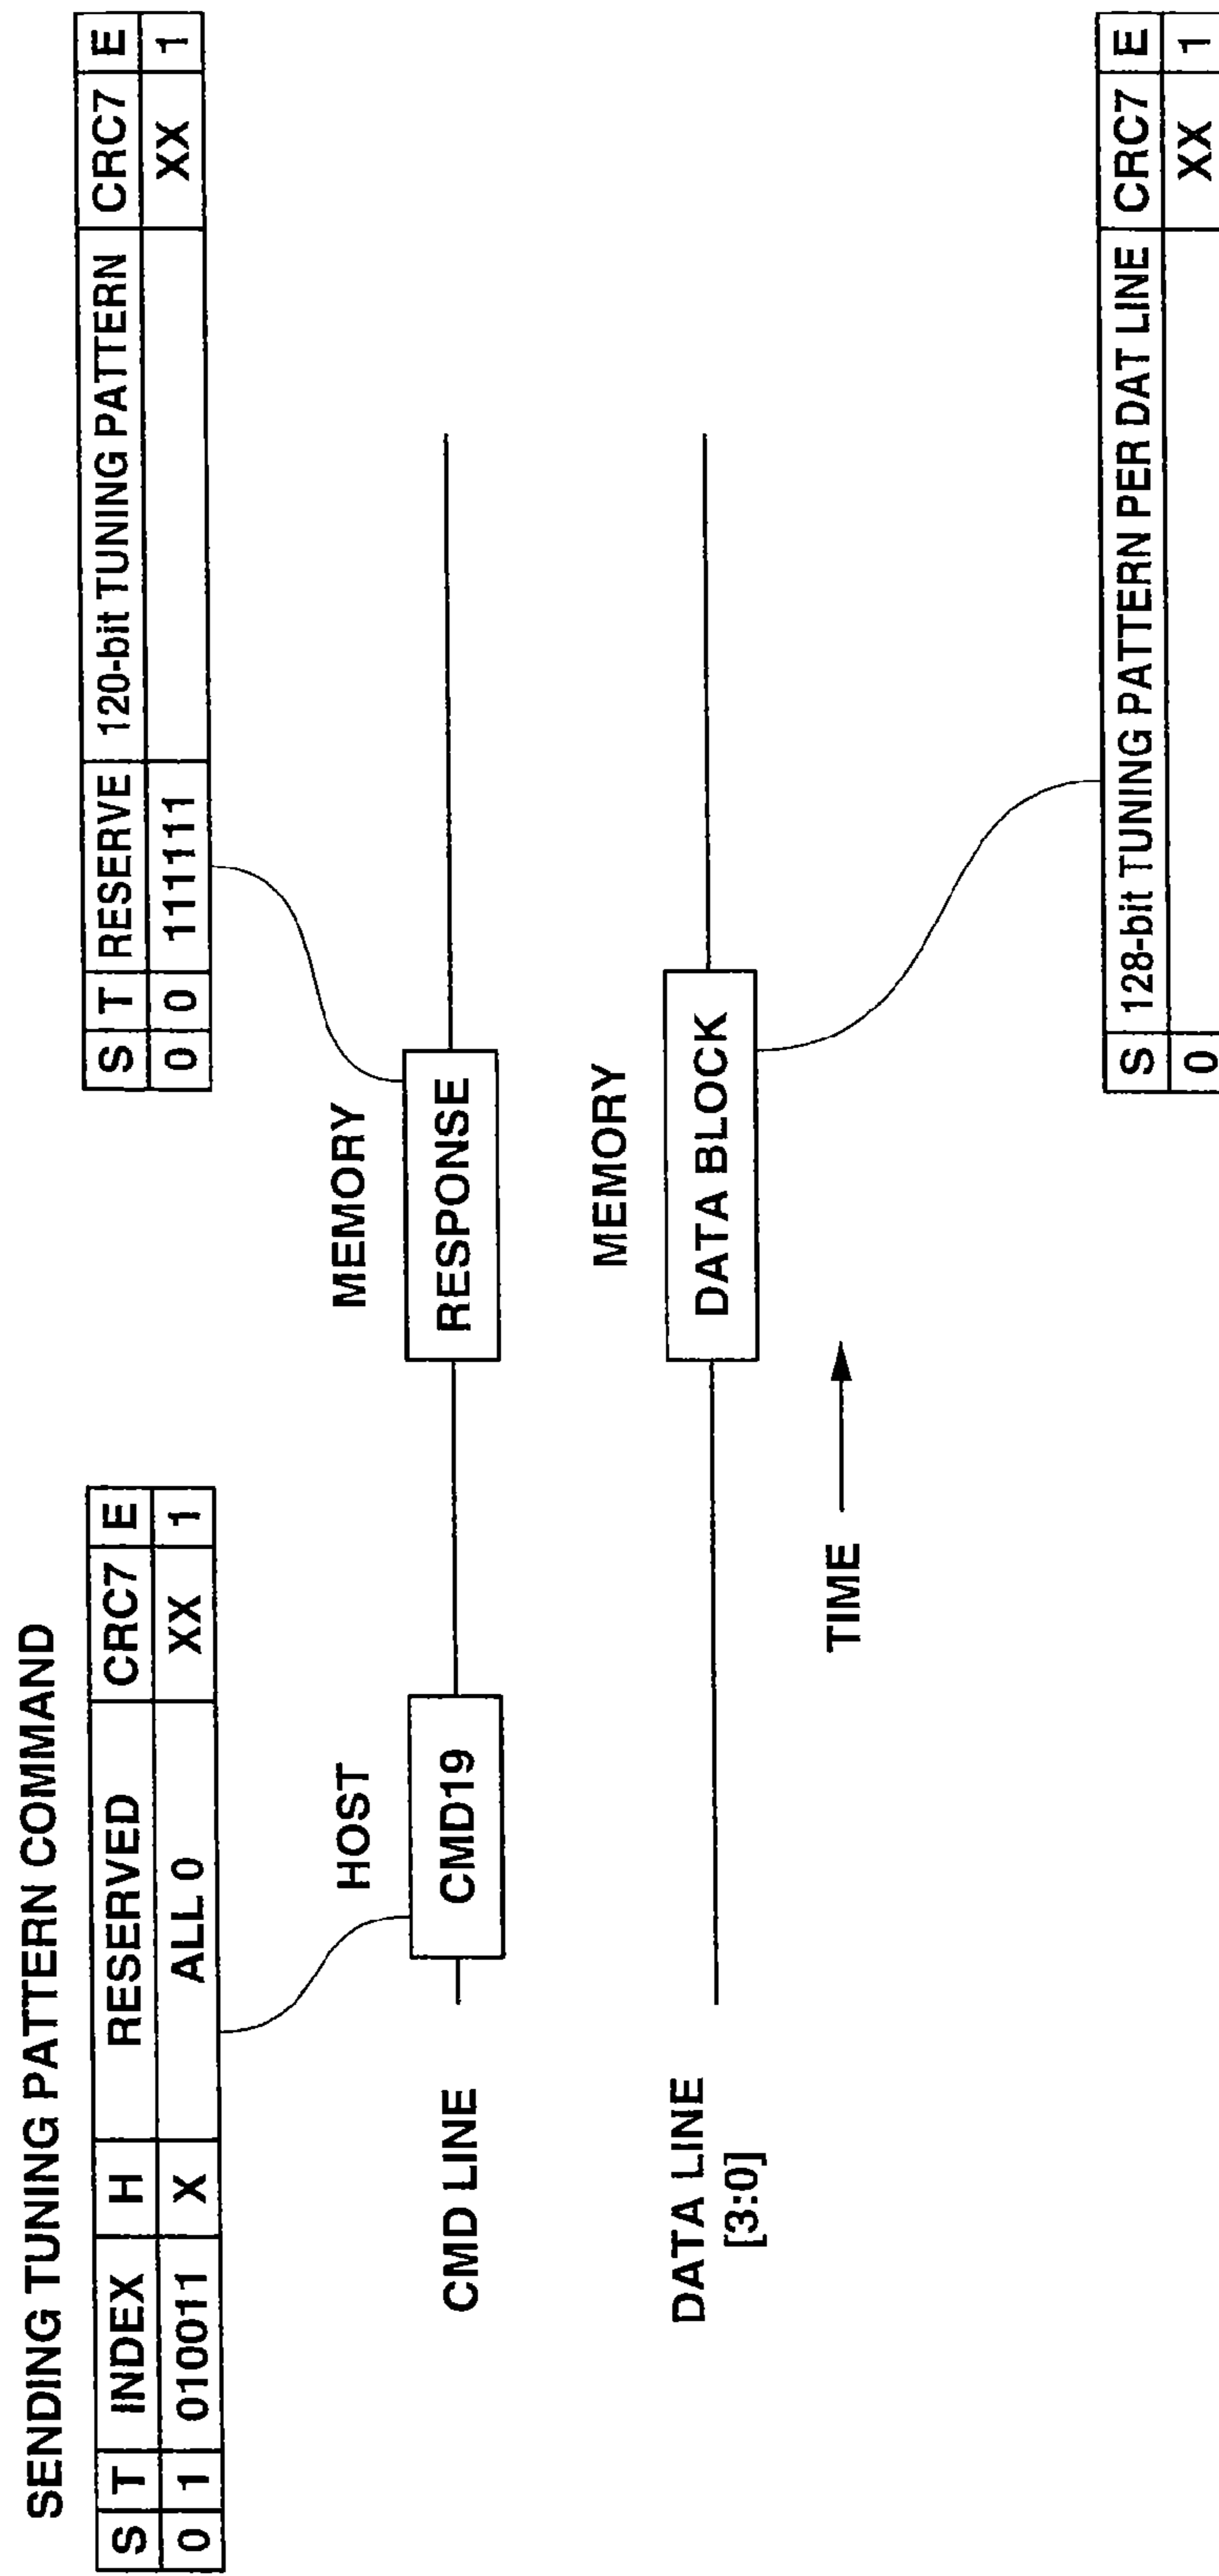 SENDING TUNING PATTERN COMMAND
S T INDEX H RESERVED CRC7 E
0 1 010011 X ALL 0 XX 1
S T RESERVE 120-bit TUNING PATTERN CRC7 E
0 0 111111 XX 1
HOST
MEMORY
CMD LINE
CMD19
RESPONSE
MEMORY
DATA LINE
[3:0]
DATA BLOCK
TIME
S 128-bit TUNING PATTERN PER DAT LINE CRC7 E
0 XX 1